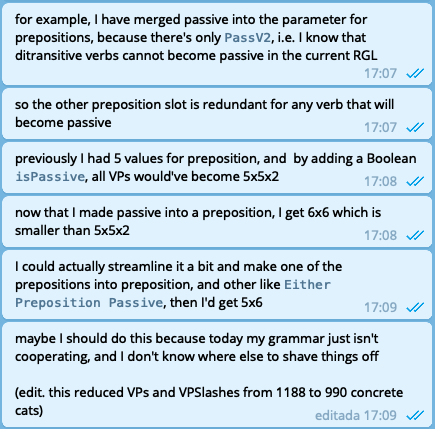 for example, I have merged passive into the parameter for
prepositions, because there's only PassV2, i.e. I know that
ditransitive verbs cannot become passive in the current RGL
17:07
so the other preposition slot is redundant for any verb that will
become passive
17:07
previously I had 5 values for preposition, and  by adding a Boolean
isPassive, all VPs would've become 5x5x2
17:08
now that I made passive into a preposition, I get 6x6 which is
smaller than 5x5x2
17:08
I could actually streamline it a bit and make one of the
prepositions into preposition, and other like Either
Preposition Passive, then I'd get 5x6
17:09
maybe I should do this because today my grammar just isn't
cooperating, and I don't know where else to shave things off
(edit. this reduced VPs and VPSlashes from 1188 to 990 concrete
cats)
editada 17:09